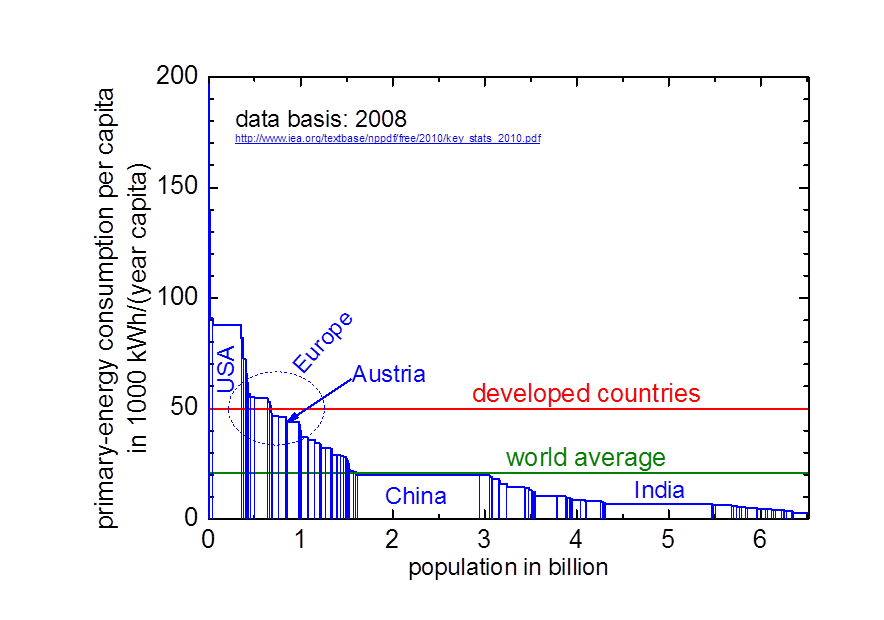 primary-energy consumption per capita
in 1000 kWh/(year capita)
200
150
100
50
0
data basis: 2008
http://www.iea.org/textbase/nppdf/free/2010/key_stats_2010.pdf
USA
Europe
Austria
developed countries
world average
China
India
0 1 2 3 4 5 6
population in billion